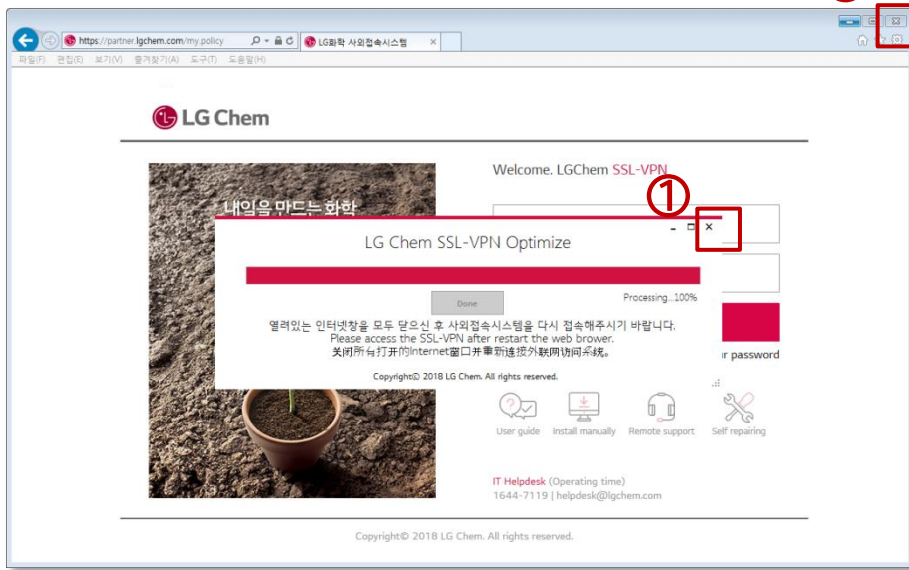 https://partner.lgchem.com/my.policy
LG화학 사외접속시스템
파일(F) 편집(E) 보기(V) 즐겨찾기(A) 도구(T) 도움말(H)
LG Chem
Welcome. LGChem SSL-VPN
내일을 만드는 화학
①
LG Chem SSL-VPN Optimize
Done
Processing...100%
열려있는 인터넷창을 모두 닫으신 후 사외접속시스템을 다시 접속해주시기 바랍니다.
Please access the SSL-VPN after restart the web brower.
关闭所有打开的Internet窗口并重新连接外联网访问系统。
Copyright© 2018 LG Chem. All rights reserved.
password
User guide Install manually Remote support Self repairing
IT Helpdesk (Operating time)
1644-7119 | helpdesk@lgchem.com
Copyright© 2018 LG Chem. All rights reserved.